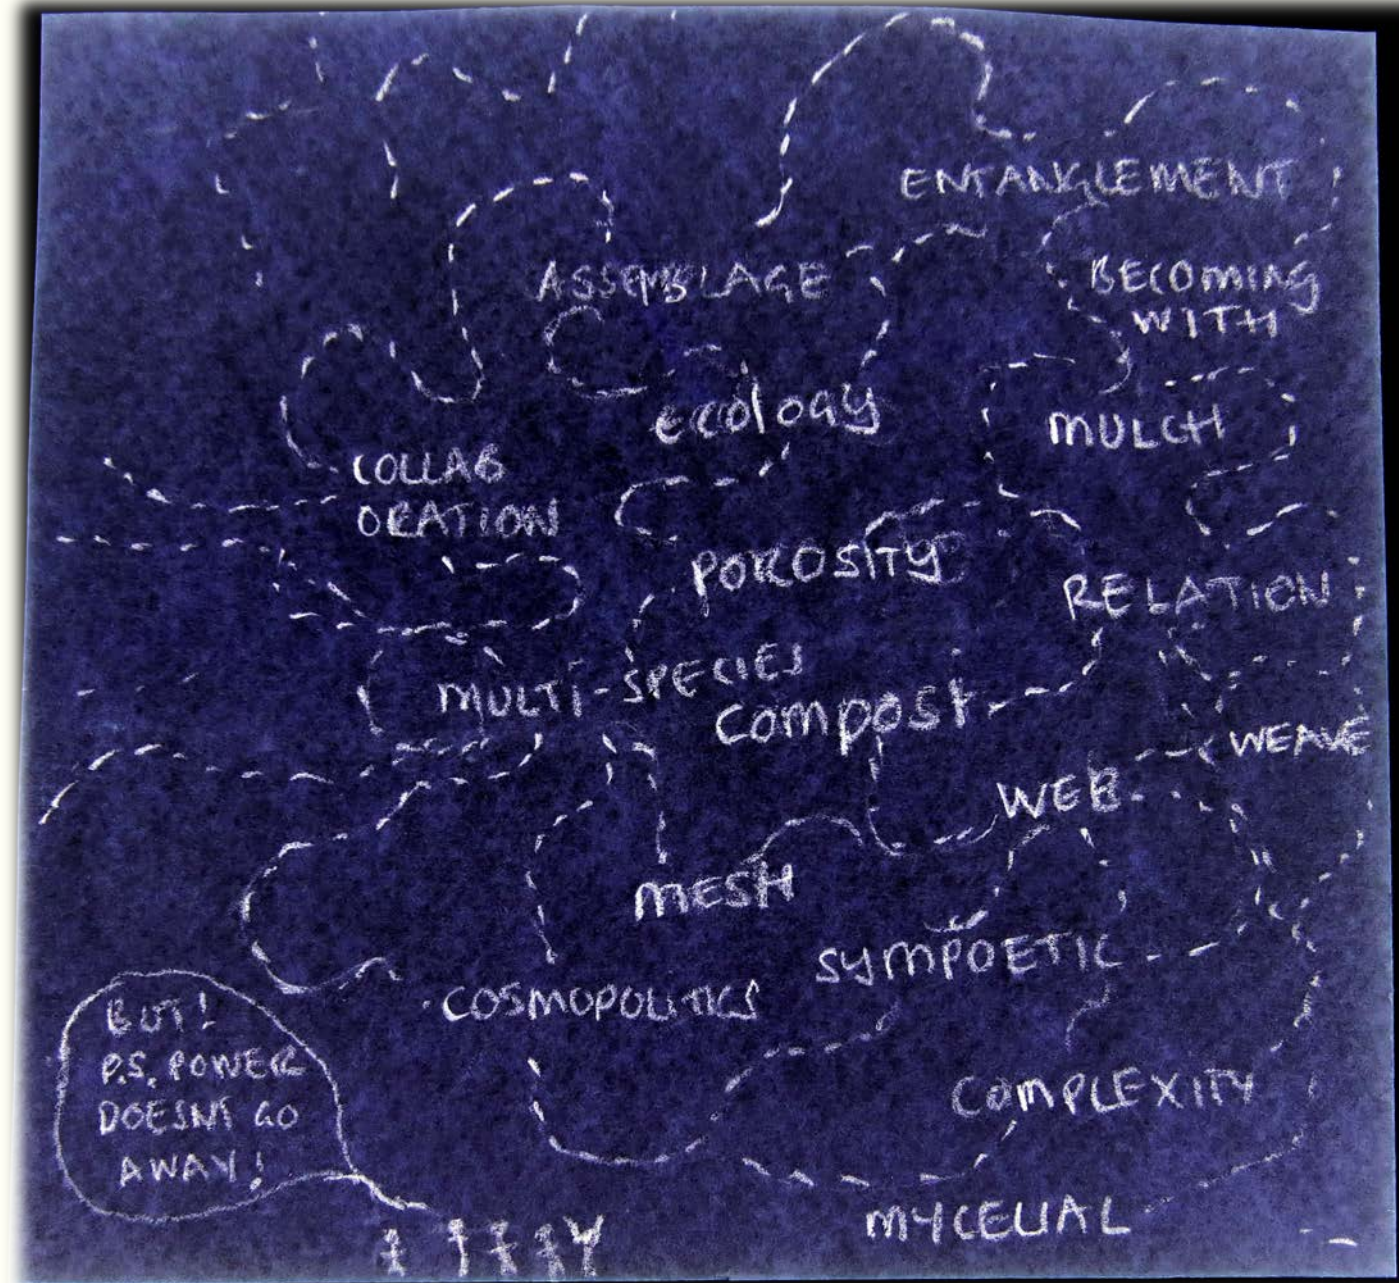 ENTANGLEMENT
ASSEMBLAGE
BECOMING
WITH
ecology
MULCH
COLLAB
ORATION
POROSITY
RELATION
MULTI-SPECIES
compost
WEAVE
WEB
MESH
SYMPOETIC
COSMOPOLITICS
BUT!
P.S. POWER
DOESNT GO
AWAY!
COMPLEXITY
MYCELIAL